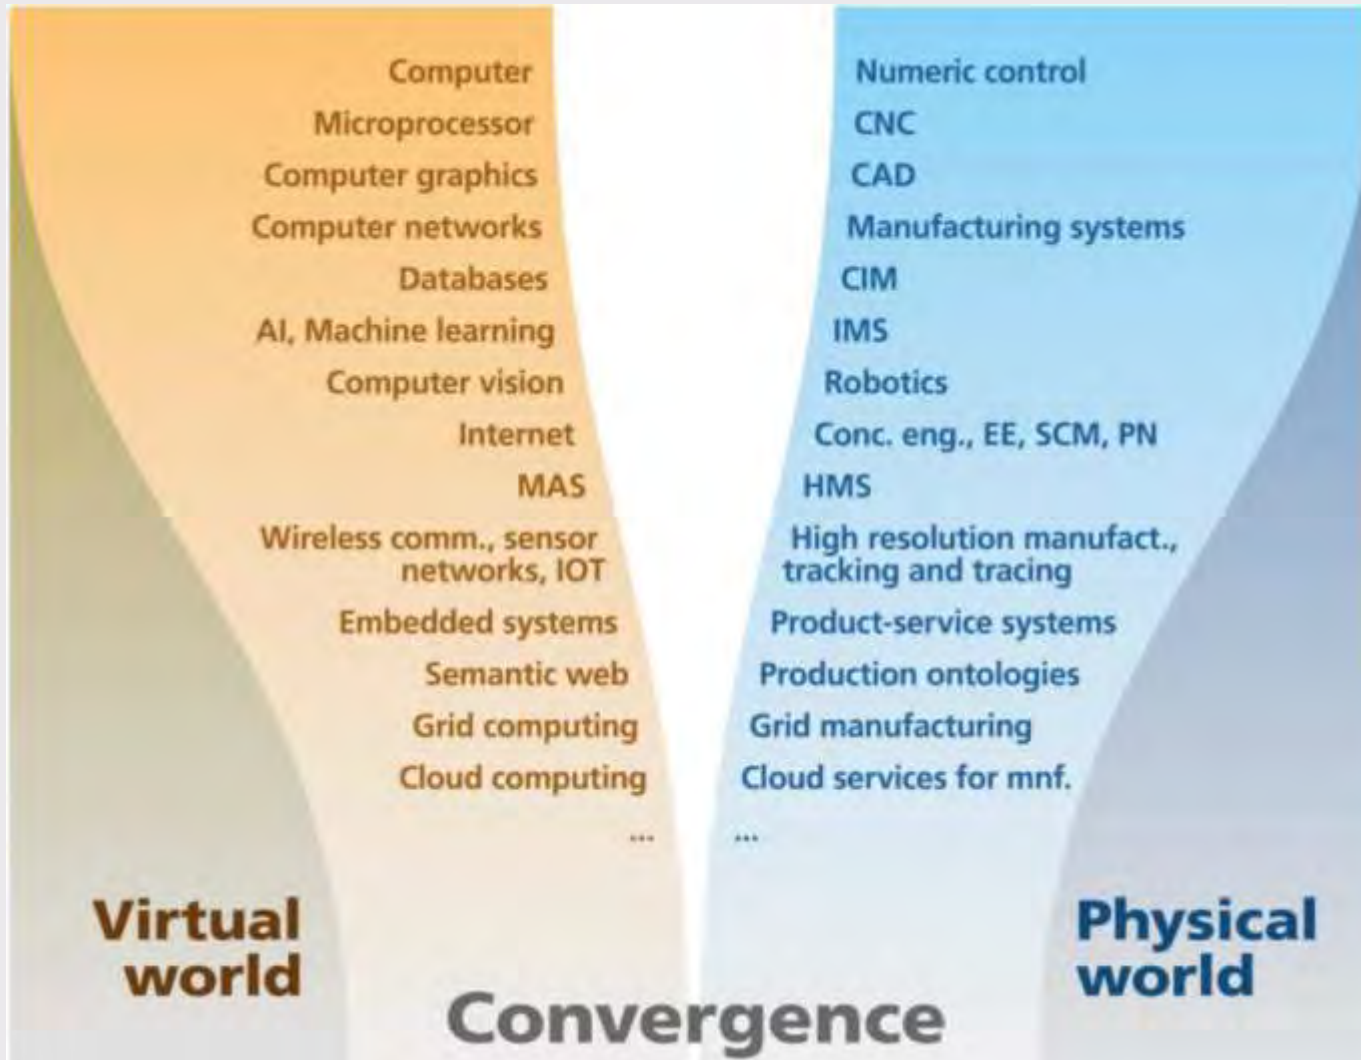 Computer
Microprocessor
Computer graphics
Computer networks
Databases
AI, Machine learning
Computer vision
Internet
MAS
Wireless comm., sensor
networks, IOT
Embedded systems
Semantic web
Grid computing
Cloud computing
...
Virtual
world
Numeric control
CNC
CAD
Manufacturing systems
CIM
IMS
Robotics
Conc. eng., EE, SCM, PN
HMS
High resolution manufact.,
tracking and tracing
Product-service systems
Production ontologies
Grid manufacturing
Cloud services for mnf.
...
Physical
world
Convergence